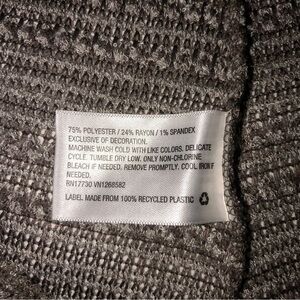 75% POLYESTER / 24% RAYON / 1% SPANDEX
EXCLUSIVE OF DECORATION.
MACHINE WASH COLD WITH LIKE COLORS. DELICATE
CYCLE. TUMBLE DRY LOW. ONLY NON-CHLORINE
BLEACH IF NEEDED. REMOVE PROMPTLY. COOL IRON IF
NEEDED.
RN17730 VN1268582
LABEL MADE FROM 100% RECYCLED PLASTIC